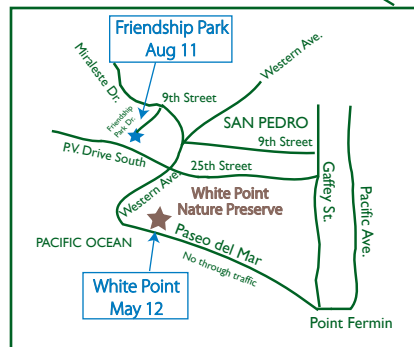 Friendship Park
Aug 11
Miraleste Dr.
9th Street
Western Ave.
Friendship
Park Dr.
SAN PEDRO
9th Street
P.V. Drive South
25th Street
Western Ave.
White Point
Nature Preserve
Gaffey St.
Pacific Ave.
PACIFIC OCEAN
Paseo del Mar
No through traffic
White Point
May 12
Point Fermin